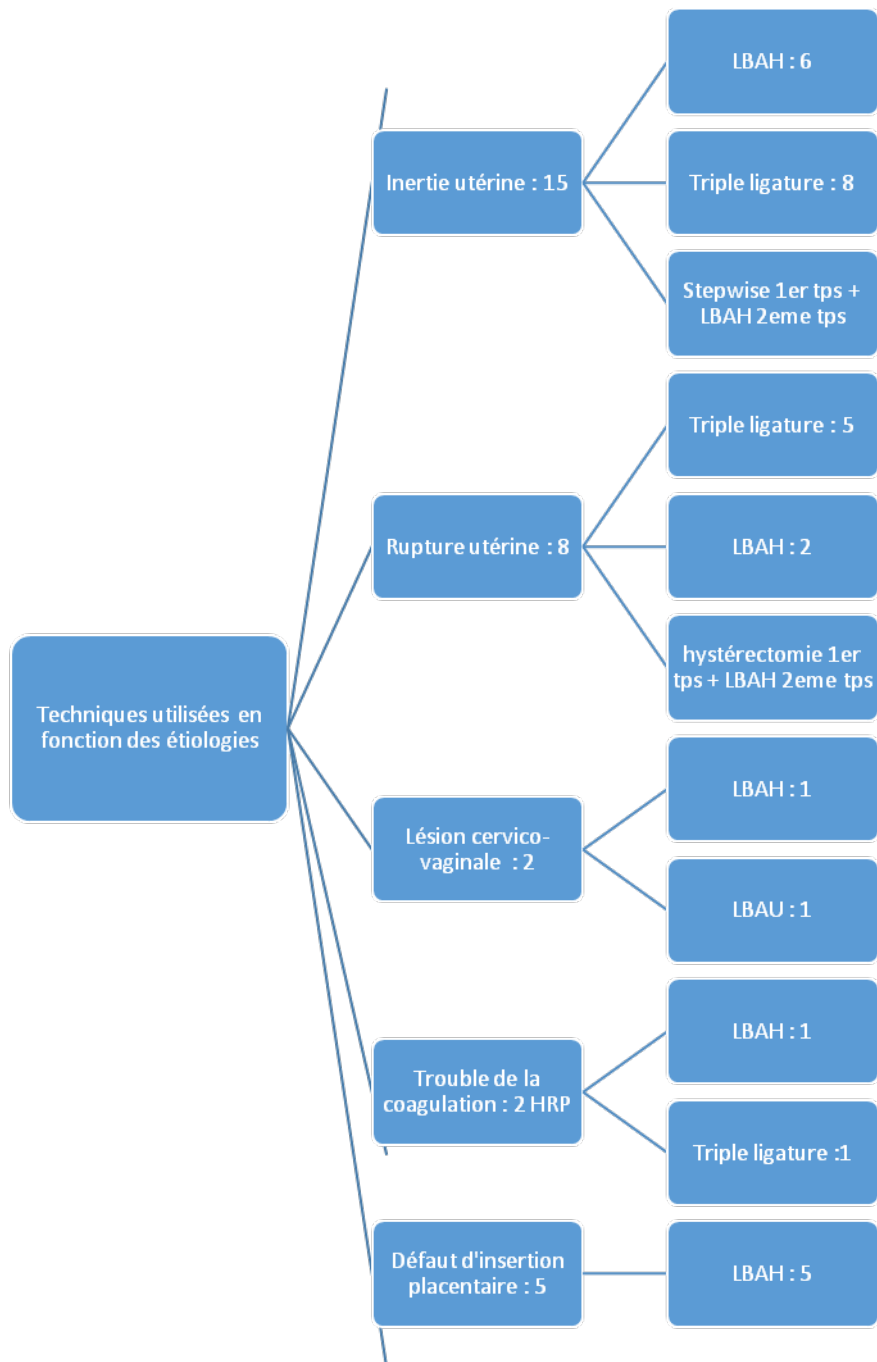 Techniques utilisées en
fonction des étiologies
Inertie utérine : 15
LBAH : 6
Triple ligature : 8
Stepwise 1er tps +
LBAH 2eme tps
Rupture utérine : 8
Triple ligature : 5
LBAH : 2
hystérectomie 1er
tps + LBAH 2eme tps
Lésion cervico-
vaginale : 2
LBAH : 1
LBAU : 1
Trouble de la
coagulation : 2 HRP
LBAH : 1
Triple ligature :1
Défaut d'insertion
placentaire : 5
LBAH : 5